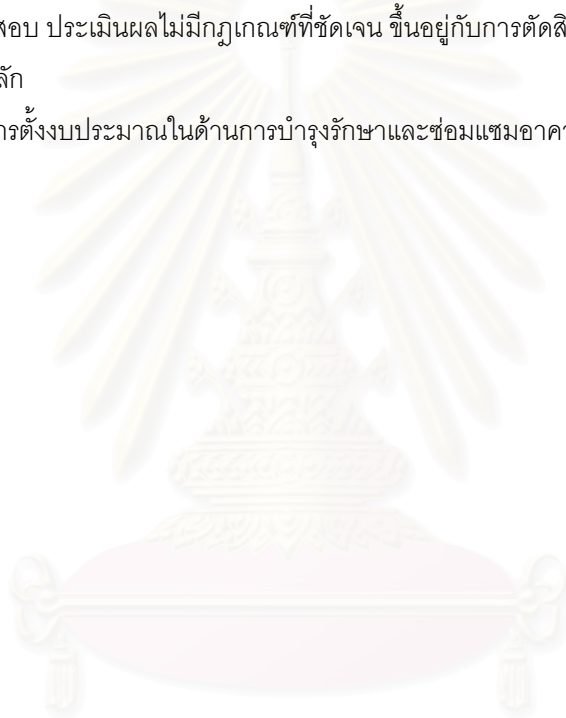 สอบ ประเมินผลไม่มีกฎเกณฑ์ที่ชัดเจน ขึ้นอยู่กับการตัดสิ
ลัก
ารตั้งงบประมาณในด้านการบำรุงรักษาและซ่อมแซมอาคา